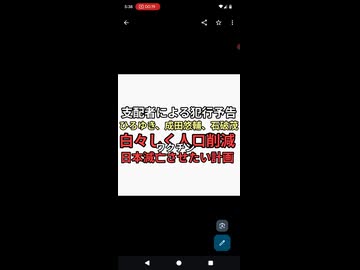 5:38
00:19
支配者による犯行予告
ひろゆき、成田悠輔、石破茂
白々しく人口削減
ワクチン
日本滅亡させたい計画